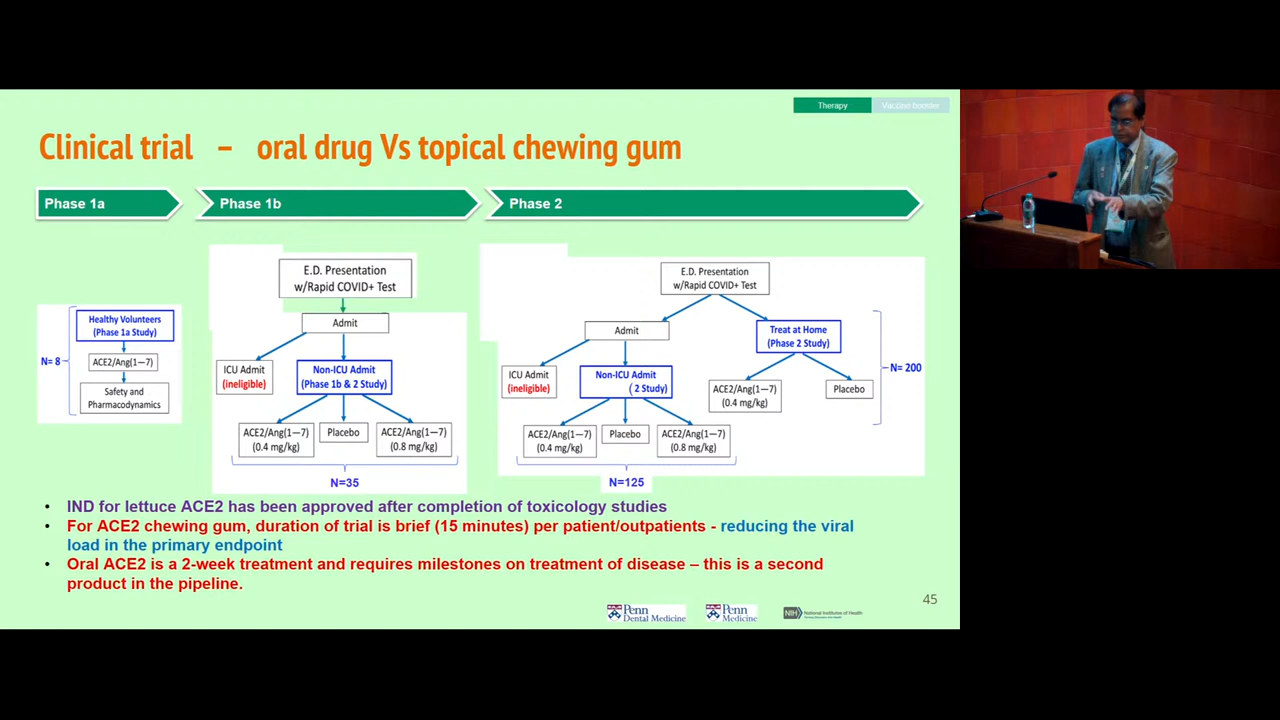 Therapy
Vaccine booster
Clinical trial – oral drug Vs topical chewing gum
Phase 1a
Phase 1b
Phase 2
Healthy Volunteers
(Phase 1a Study)
N= 8
ACE2/Ang(1—7)
Safety and
Pharmacodynamics
E.D. Presentation
w/Rapid COVID+ Test
Admit
ICU Admit
(ineligible)
Non-ICU Admit
(Phase 1b & 2 Study)
ACE2/Ang(1—7)
(0.4 mg/kg)
Placebo
ACE2/Ang(1—7)
(0.8 mg/kg)
N=35
E.D. Presentation
w/Rapid COVID+ Test
Admit
Treat at Home
(Phase 2 Study)
ICU Admit
(ineligible)
Non-ICU Admit
( 2 Study)
ACE2/Ang(1—7)
(0.4 mg/kg)
Placebo
N= 200
ACE2/Ang(1—7)
(0.4 mg/kg)
Placebo
ACE2/Ang(1—7)
(0.8 mg/kg)
N=125
• IND for lettuce ACE2 has been approved after completion of toxicology studies
• For ACE2 chewing gum, duration of trial is brief (15 minutes) per patient/outpatients - reducing the viral
load in the primary endpoint
• Oral ACE2 is a 2-week treatment and requires milestones on treatment of disease – this is a second
product in the pipeline.
45
Penn
Dental Medicine
Penn
Medicine
NIH
National Institutes of Health